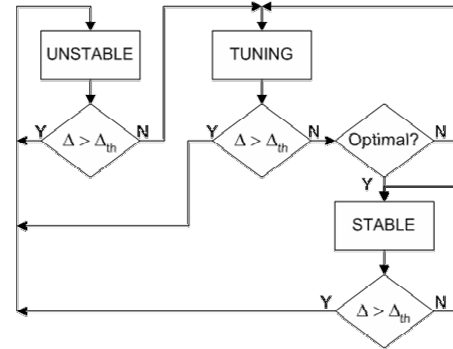 UNSTABLE
TUNING
Y Δ > Δth N
Y Δ > Δth N
Optimal? N
Y
STABLE
Y Δ > Δth N